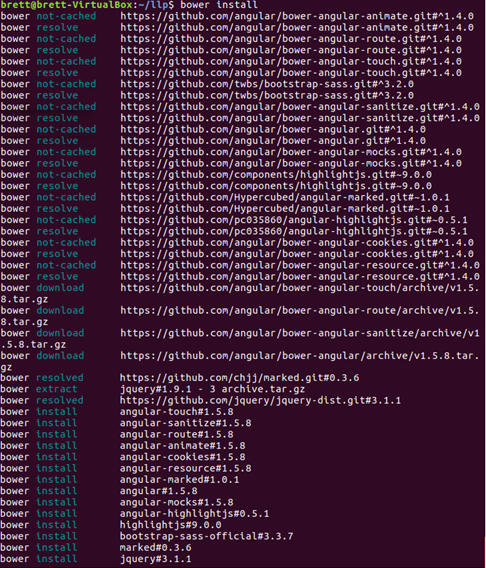 brett@brett-VirtualBox:~/llp$ bower install
bower not-cached https://github.com/angular/bower-angular-animate.git#^1.4.0
bower resolve https://github.com/angular/bower-angular-animate.git#^1.4.0
bower not-cached https://github.com/angular/bower-angular-route.git#^1.4.0
bower resolve https://github.com/angular/bower-angular-route.git#^1.4.0
bower not-cached https://github.com/angular/bower-angular-touch.git#^1.4.0
bower resolve https://github.com/angular/bower-angular-touch.git#^1.4.0
bower not-cached https://github.com/twbs/bootstrap-sass.git#^3.2.0
bower resolve https://github.com/twbs/bootstrap-sass.git#^3.2.0
bower not-cached https://github.com/angular/bower-angular-sanitize.git#^1.4.0
bower resolve https://github.com/angular/bower-angular-sanitize.git#^1.4.0
bower not-cached https://github.com/angular/bower-angular.git#^1.4.0
bower resolve https://github.com/angular/bower-angular.git#^1.4.0
bower not-cached https://github.com/angular/bower-angular-mocks.git#^1.4.0
bower resolve https://github.com/angular/bower-angular-mocks.git#^1.4.0
bower not-cached https://github.com/components/highlightjs.git#~9.0.0
bower resolve https://github.com/components/highlightjs.git#~9.0.0
bower not-cached https://github.com/Hypercubed/angular-marked.git#~1.0.1
bower resolve https://github.com/Hypercubed/angular-marked.git#~1.0.1
bower not-cached https://github.com/pc035860/angular-highlightjs.git#~0.5.1
bower resolve https://github.com/pc035860/angular-highlightjs.git#~0.5.1
bower not-cached https://github.com/angular/bower-angular-cookies.git#^1.4.0
bower resolve https://github.com/angular/bower-angular-cookies.git#^1.4.0
bower not-cached https://github.com/angular/bower-angular-resource.git#^1.4.0
bower resolve https://github.com/angular/bower-angular-resource.git#^1.4.0
bower download https://github.com/angular/bower-angular-touch/archive/v1.5.
8.tar.gz
bower download https://github.com/angular/bower-angular-route/archive/v1.5.
8.tar.gz
bower download https://github.com/angular/bower-angular-sanitize/archive/v1
.5.8.tar.gz
bower download https://github.com/angular/bower-angular/archive/v1.5.8.tar.
gz
bower resolved https://github.com/chjj/marked.git#0.3.6
bower extract jquery#1.9.1 - 3 archive.tar.gz
bower resolved https://github.com/jquery/jquery-dist.git#3.1.1
bower install angular-touch#1.5.8
bower install angular-sanitize#1.5.8
bower install angular-route#1.5.8
bower install angular-animate#1.5.8
bower install angular-cookies#1.5.8
bower install angular-resource#1.5.8
bower install angular-marked#1.0.1
bower install angular#1.5.8
bower install angular-mocks#1.5.8
bower install angular-highlightjs#0.5.1
bower install highlightjs#9.0.0
bower install bootstrap-sass-official#3.3.7
bower install marked#0.3.6
bower install jquery#3.1.1